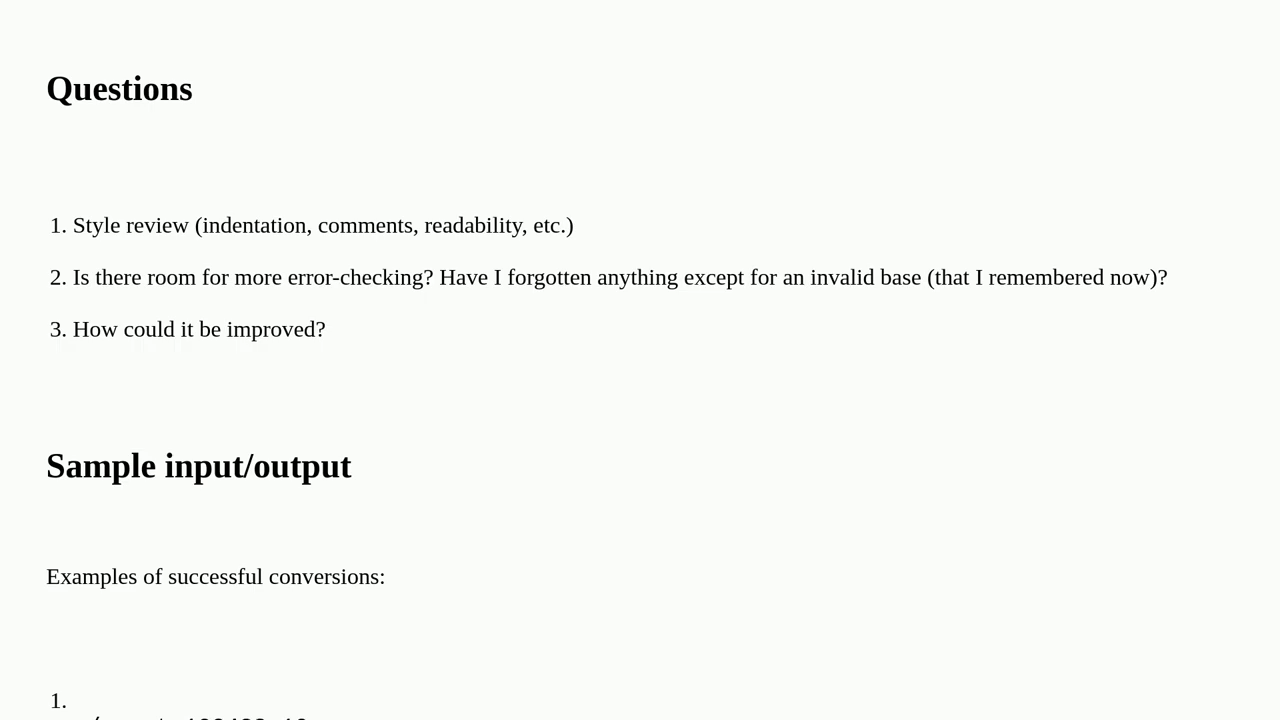 Questions
1. Style review (indentation, comments, readability, etc.)
2. Is there room for more error-checking? Have I forgotten anything except for an invalid base (that I remembered now)?
3. How could it be improved?
Sample input/output
Examples of successful conversions:
1.